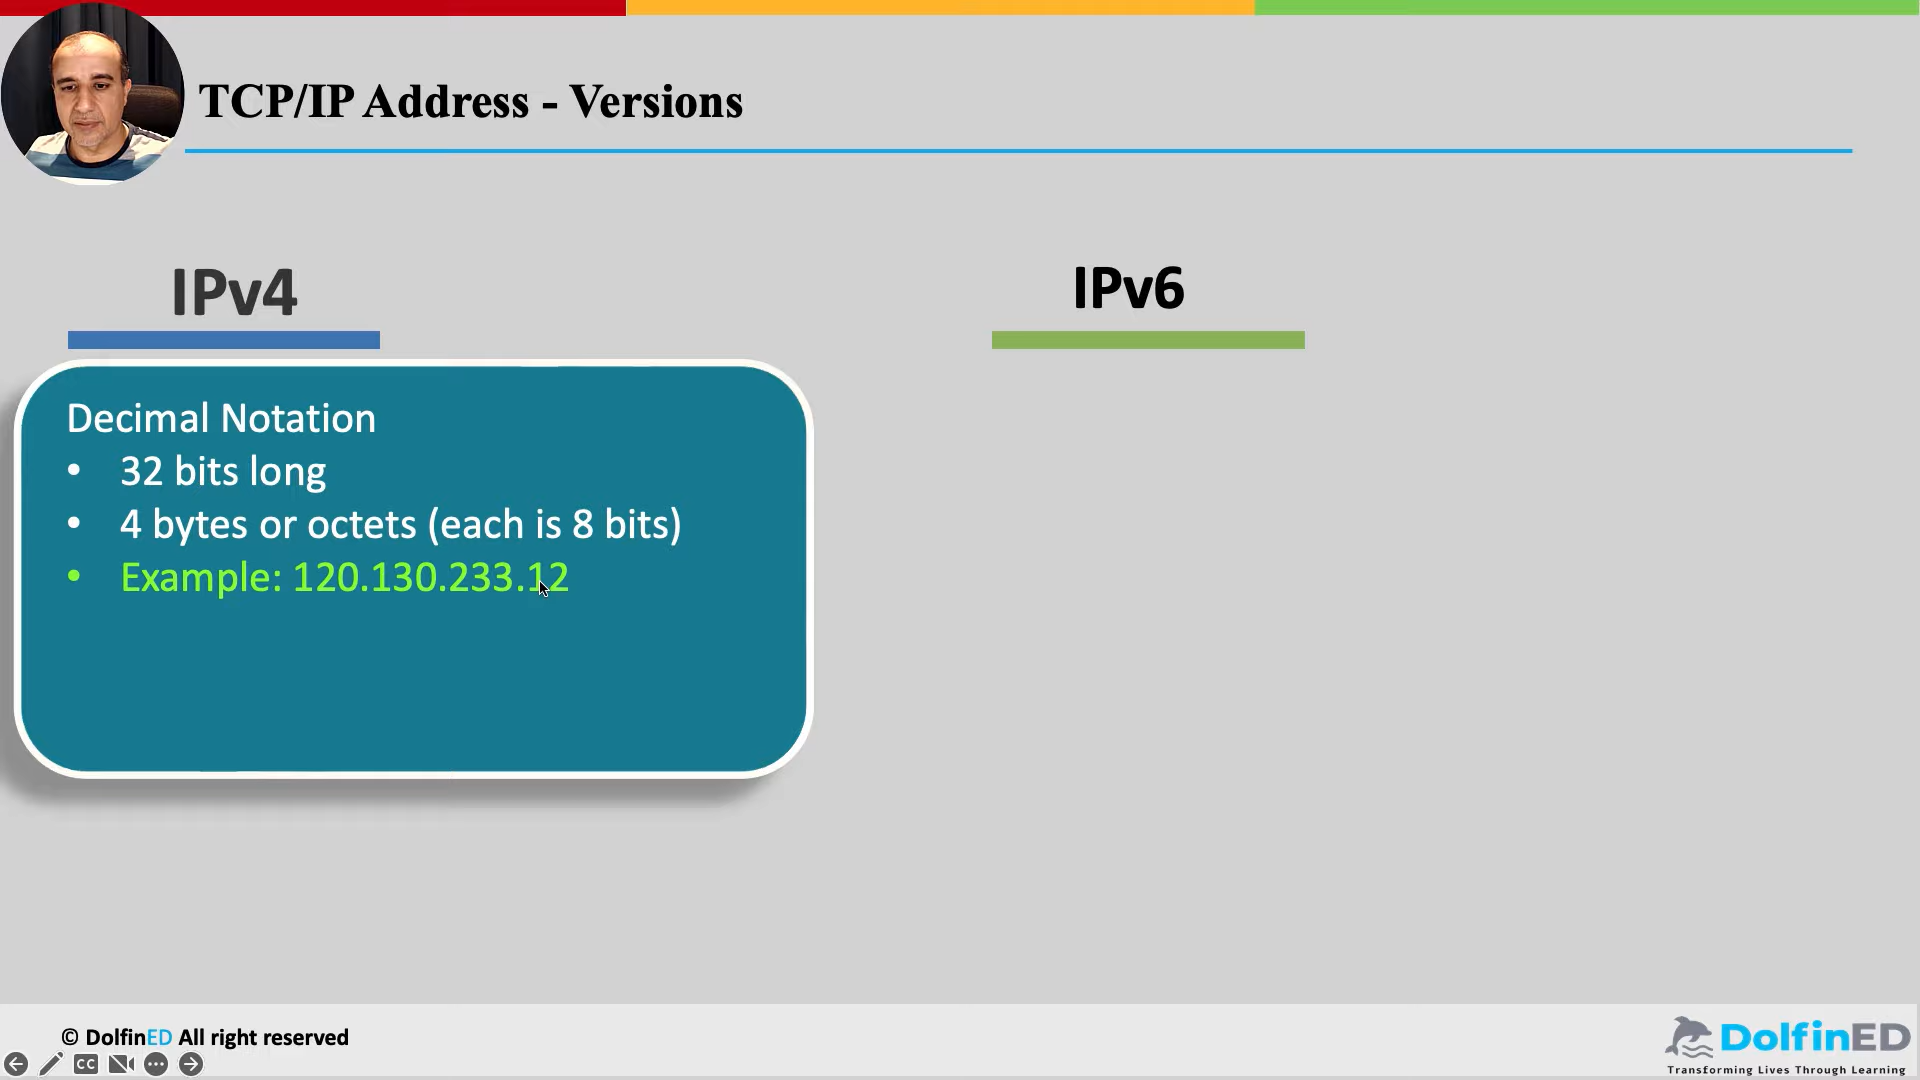 TCP/IP Address - Versions
IPv4
IPv6
Decimal Notation
• 32 bits long
• 4 bytes or octets (each is 8 bits)
• Example: 120.130.233.12
© DolfinED All right reserved
CC
DolfinED
Transforming Lives Through Learning